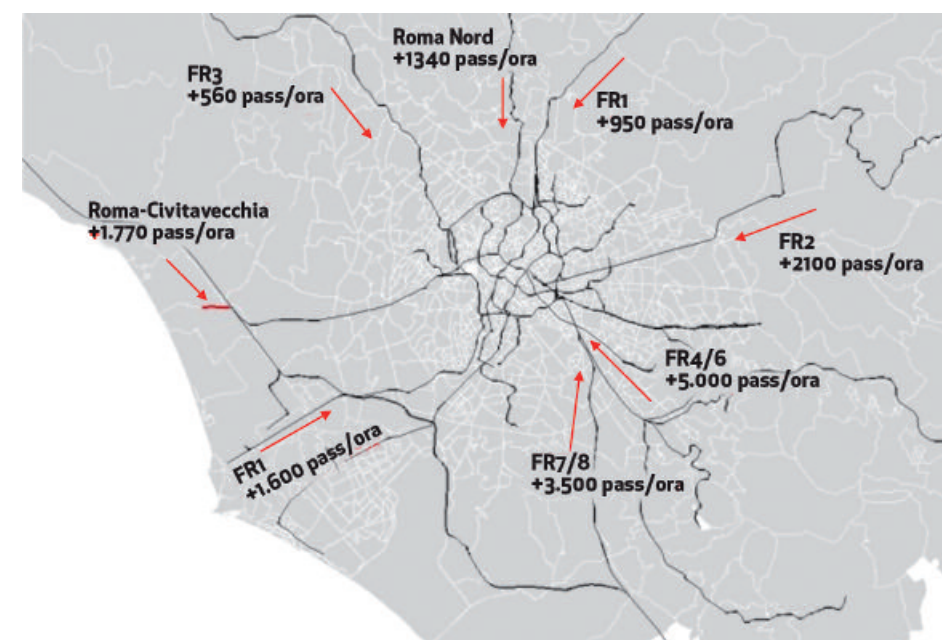 Roma Nord
+1340 pass/ora
FR3
+560 pass/ora
FR1
+950 pass/ora
Roma-Civitavecchia
+1.770 pass/ora
FR2
+2100 pass/ora
FR4/6
+5.000 pass/ora
FR1
+1.600 pass/ora
FR7/8
+3.500 pass/ora